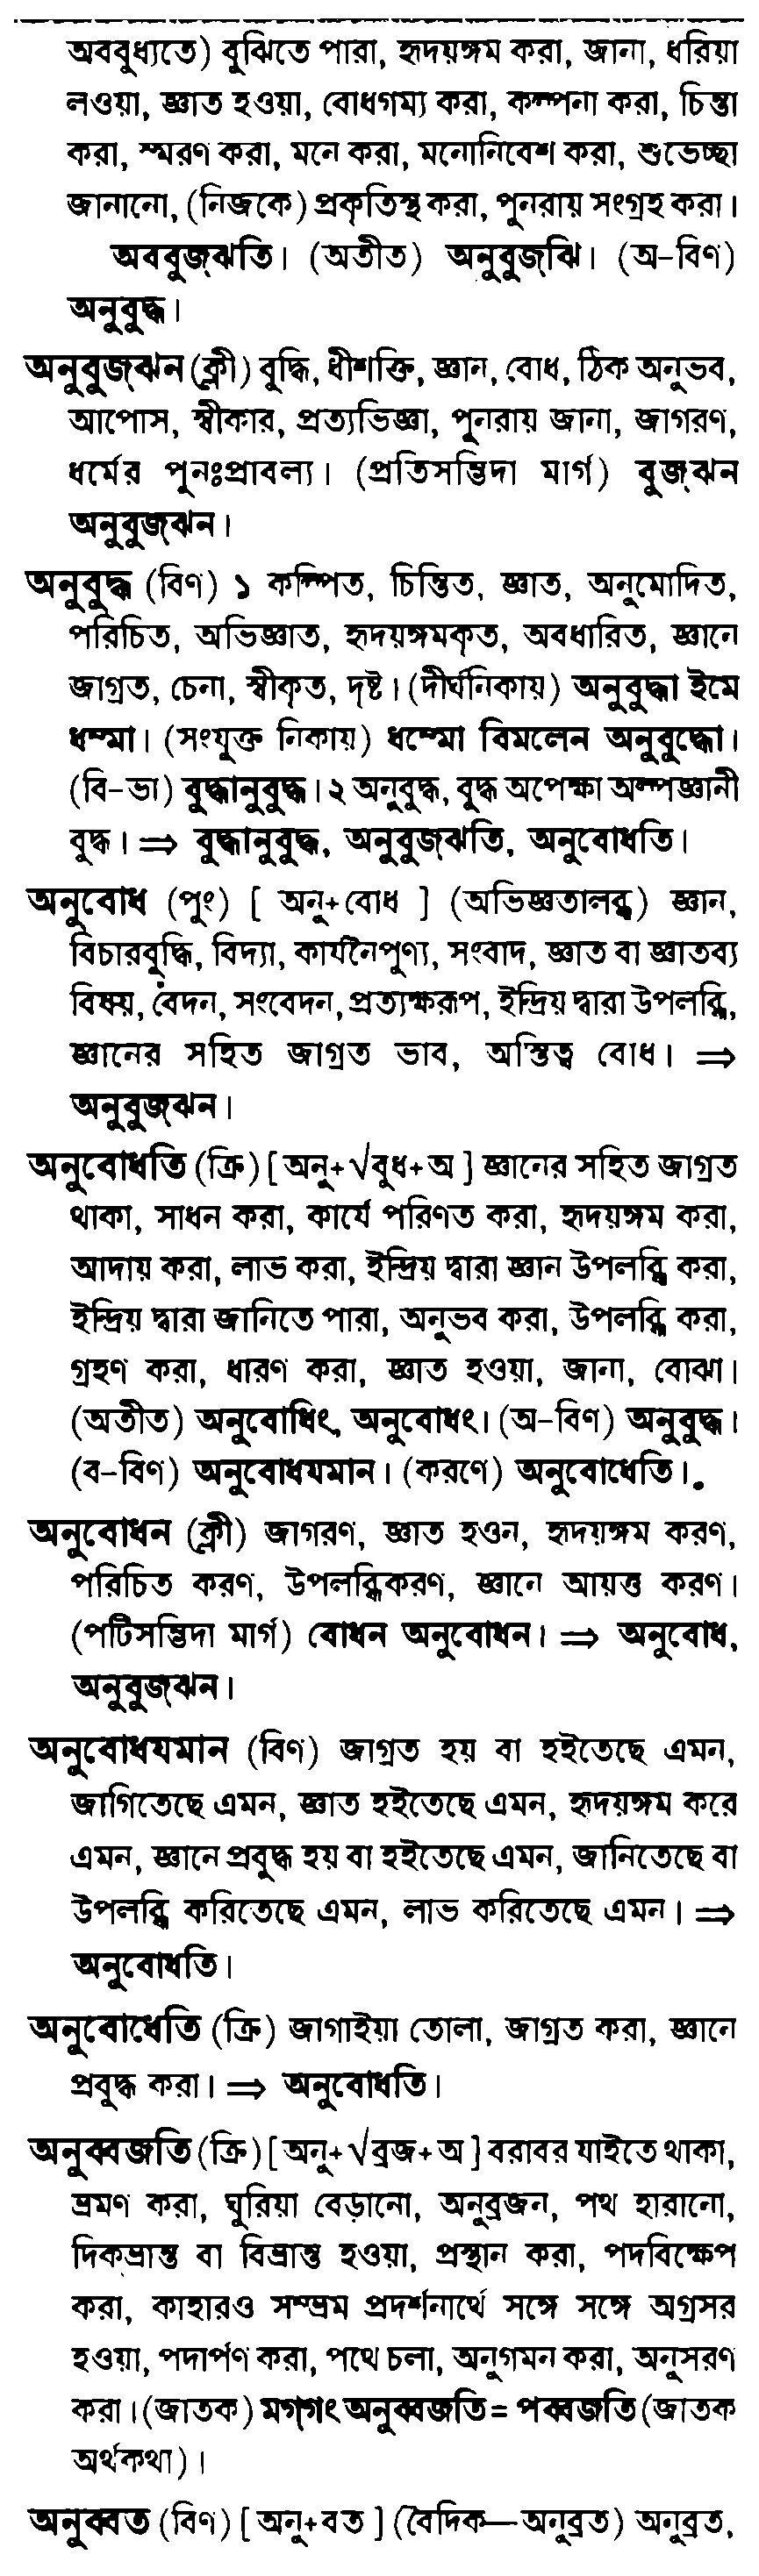 অববুধ্যতে) বুঝিতে পারা, হৃদয়ঙ্গম করা, জানা, ধরিয়া
লওয়া, জ্ঞাত হওয়া, বোধগম্য করা, কল্পনা করা, চিন্তা
করা, স্মরণ করা, মনে করা, মনোনিবেশ করা, শুভেচ্ছা
জানানো, (নিজকে) প্রকৃতিস্থ করা, পুনরায় সংগ্রহ করা।
অববুজ্‌ঝতি। (অতীত) অনুবুজ্‌ঝি। (অ-বিণ)
অনুবুদ্ধ।
অনুবুজ্‌ঝন (ক্লী) বুদ্ধি, ধীশক্তি, জ্ঞান, বোধ, ঠিক অনুভব,
আপোস, স্বীকার, প্রত্যভিজ্ঞা, পুনরায় জানা, জাগরণ,
ধর্মের পুনঃপ্রাবল্য। (প্রতিসম্ভিদা মার্গ) বুজ্‌ঝন
অনুবুজ্‌ঝন।
অনুবুদ্ধ (বিণ) ১ কল্পিত, চিন্তিত, জ্ঞাত, অনুমোদিত,
পরিচিত, অভিজ্ঞাত, হৃদয়ঙ্গমকৃত, অবধারিত, জ্ঞানে
জাগ্রত, চেনা, স্বীকৃত, দৃষ্ট। (দীর্ঘনিকায়) অনুবুদ্ধা ইমে
ধম্মা। (সংযুক্ত নিকায়) ধম্মো বিমলেন অনুবুদ্ধো।
(বি-ভা) বুদ্ধানুবুদ্ধ। ২ অনুবুদ্ধ, বুদ্ধ অপেক্ষা অল্পজ্ঞানী
বুদ্ধ। ⇒ বুদ্ধানুবুদ্ধ, অনুবুজ্‌ঝতি, অনুবোধতি।
অনুবোধ (পুং) [ অনু+বোধ ] (অভিজ্ঞতালব্ধ) জ্ঞান,
বিচারবুদ্ধি, বিদ্যা, কার্যনৈপুণ্য, সংবাদ, জ্ঞাত বা জ্ঞাতব্য
বিষয়, বেদন, সংবেদন, প্রত্যক্ষরূপ, ইন্দ্রিয় দ্বারা উপলব্ধি,
জ্ঞানের সহিত জাগ্রত ভাব, অস্তিত্ব বোধ। ⇒
অনুবুজ্‌ঝন।
অনুবোধতি (ক্রি) [ অনু+√বুধ+অ ] জ্ঞানের সহিত জাগ্রত
থাকা, সাধন করা, কার্যে পরিণত করা, হৃদয়ঙ্গম করা,
আদায় করা, লাভ করা, ইন্দ্রিয় দ্বারা জ্ঞান উপলব্ধি করা,
ইন্দ্রিয় দ্বারা জানিতে পারা, অনুভব করা, উপলব্ধি করা,
গ্রহণ করা, ধারণ করা, জ্ঞাত হওয়া, জানা, বোঝা।
(অতীত) অনুবোধিং, অনুবোধং। (অ-বিণ) অনুবুদ্ধ।
(ব-বিণ) অনুবোধযমান। (করণে) অনুবোধেতি।
অনুবোধন (ক্লী) জাগরণ, জ্ঞাত হওন, হৃদয়ঙ্গম করণ,
পরিচিত করণ, উপলব্ধিকরণ, জ্ঞানে আয়ত্ত করণ।
(পটিসম্ভিদা মার্গ) বোধন অনুবোধন। ⇒ অনুবোধ,
অনুবুজ্‌ঝন।
অনুবোধযমান (বিণ) জাগ্রত হয় বা হইতেছে এমন,
জাগিতেছে এমন, জ্ঞাত হইতেছে এমন, হৃদয়ঙ্গম করে
এমন, জ্ঞানে প্রবুদ্ধ হয় বা হইতেছে এমন, জানিতেছে বা
উপলব্ধি করিতেছে এমন, লাভ করিতেছে এমন। ⇒
অনুবোধতি।
অনুবোধেতি (ক্রি) জাগাইয়া তোলা, জাগ্রত করা, জ্ঞানে
প্রবুদ্ধ করা। ⇒ অনুবোধতি।
অনুব্বজতি (ক্রি) [ অনু+√ব্রজ+অ ] বরাবর যাইতে থাকা,
ভ্রমণ করা, ঘুরিয়া বেড়ানো, অনুব্রজন, পথ হারানো,
দিকভ্রান্ত বা বিভ্রান্ত হওয়া, প্রস্থান করা, পদবিক্ষেপ
করা, কাহারও সম্ভ্রম প্রদর্শনার্থে সঙ্গে সঙ্গে অগ্রসর
হওয়া, পদার্পণ করা, পথে চলা, অনুগমন করা, অনুসরণ
করা। (জাতক) মগ্‌গং অনুব্বজতি = পব্বজতি (জাতক
অর্থকথা)।
অনুব্বত (বিণ) [ অনু+বত ] (বৈদিক—অনুব্রত) অনুব্রত,